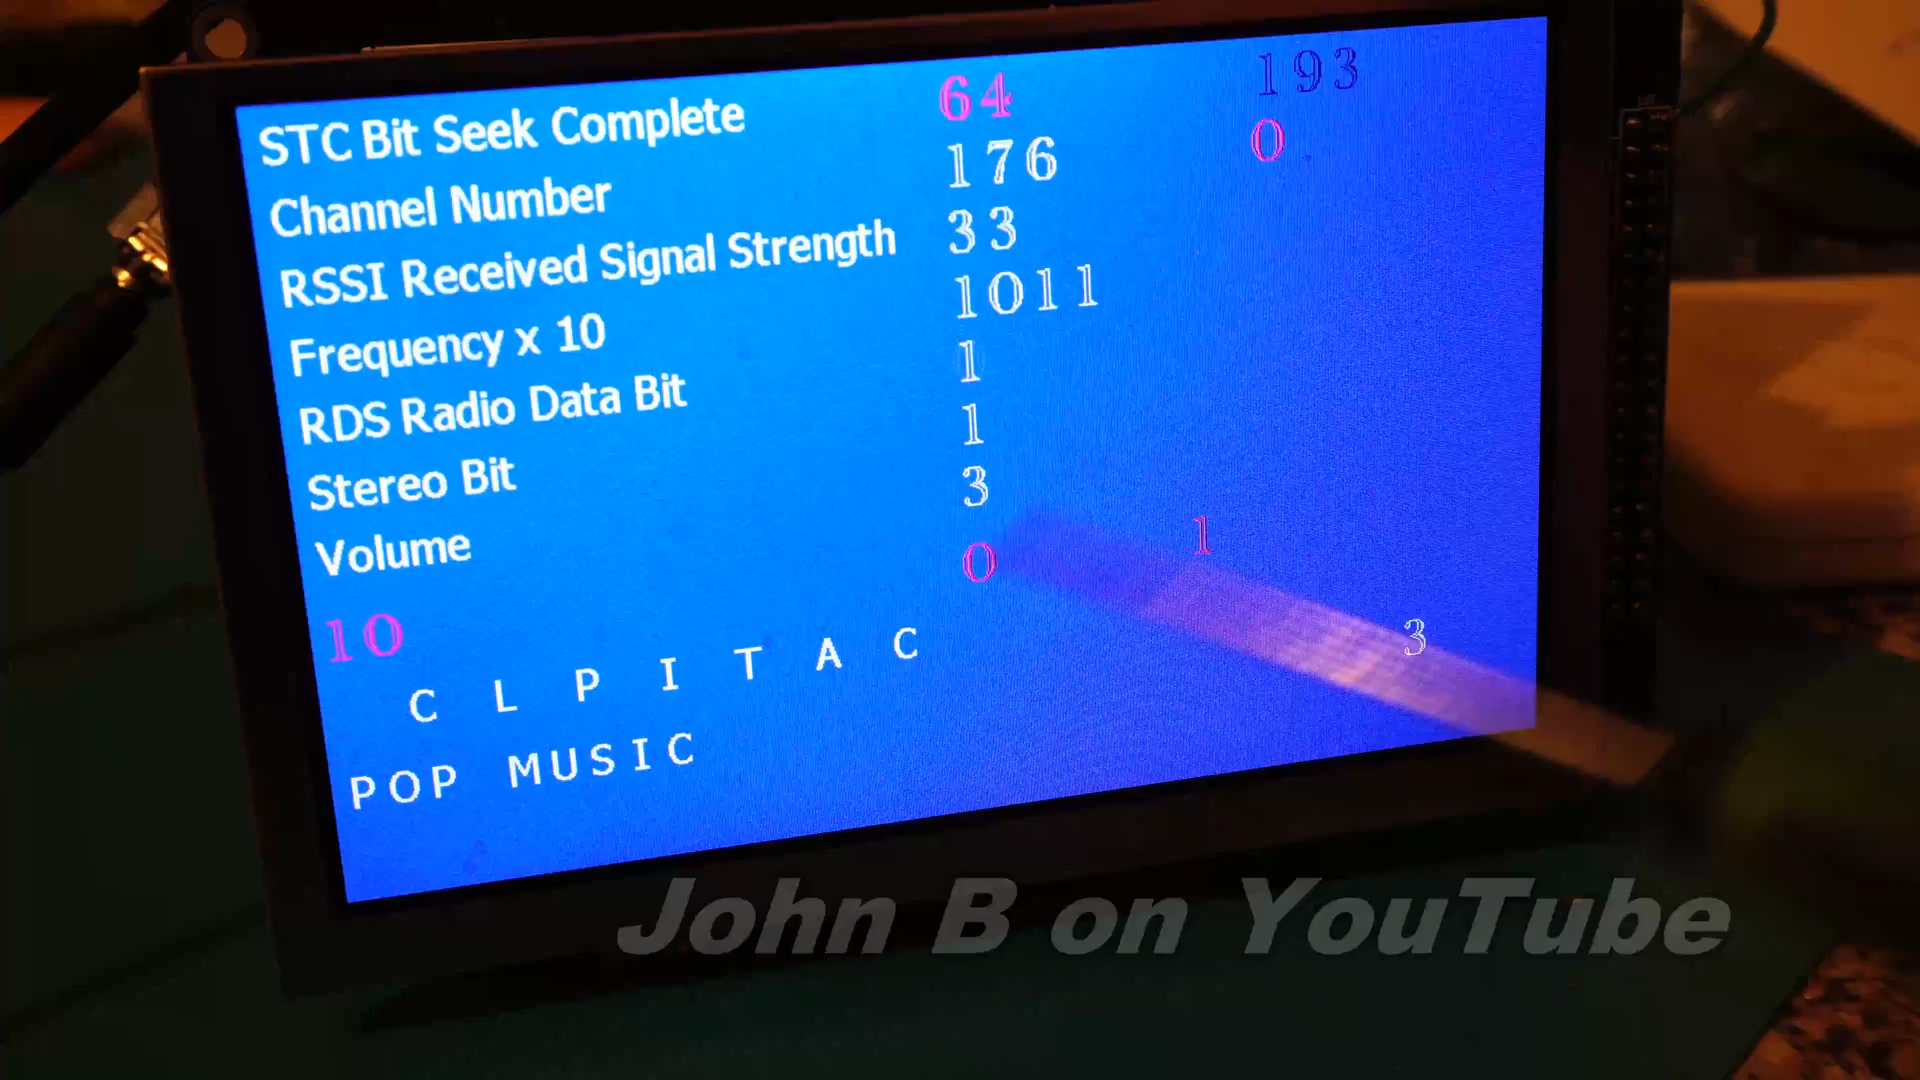 STC Bit Seek Complete 64 193
Channel Number 176 0
RSSI Received Signal Strength 33
Frequency x 10 1011
RDS Radio Data Bit 1
Stereo Bit 1
Volume 3
0 1
10 3
C L P I T A C
POP MUSIC
John B on YouTube